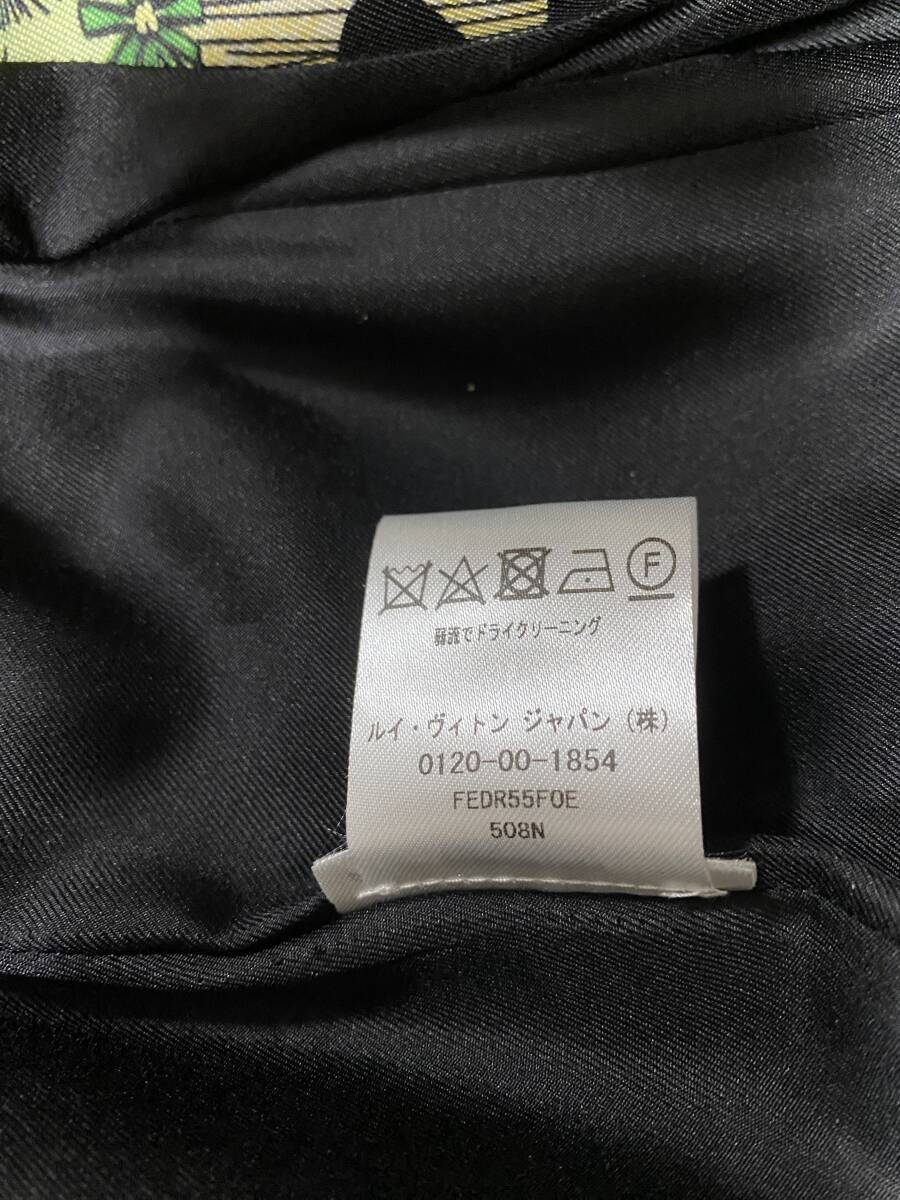 F
弱流でドライクリーニング
ルイ・ヴィトン ジャパン (株)
0120-00-1854
FEDR55F0E
508N